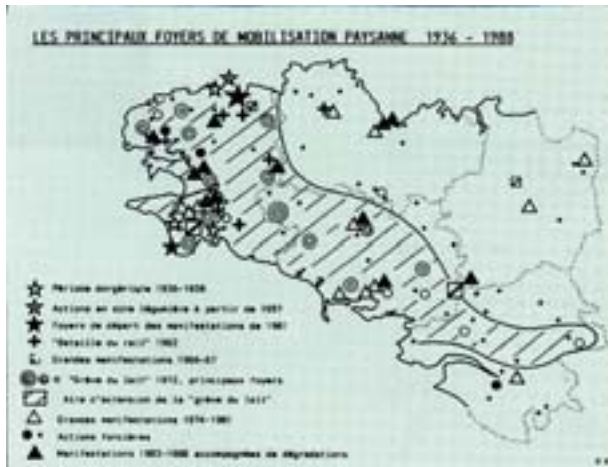 LES PRINCIPAUX FOYERS DE MOBILISATION PAYSANNE 1936 - 1988
Période dorgériste 1936-1938
Actions en zone légumière à partir de 1957
Foyers de départ des manifestations de 1961
"Bataille du rail" 1962
Grandes manifestations 1966-67
"Grève du lait" 1972, principaux foyers
Aire d'extension de la "grève du lait"
Grandes manifestations 1974-1981
Actions foncières
Manifestations 1983-1988 accompagnées de dégradations